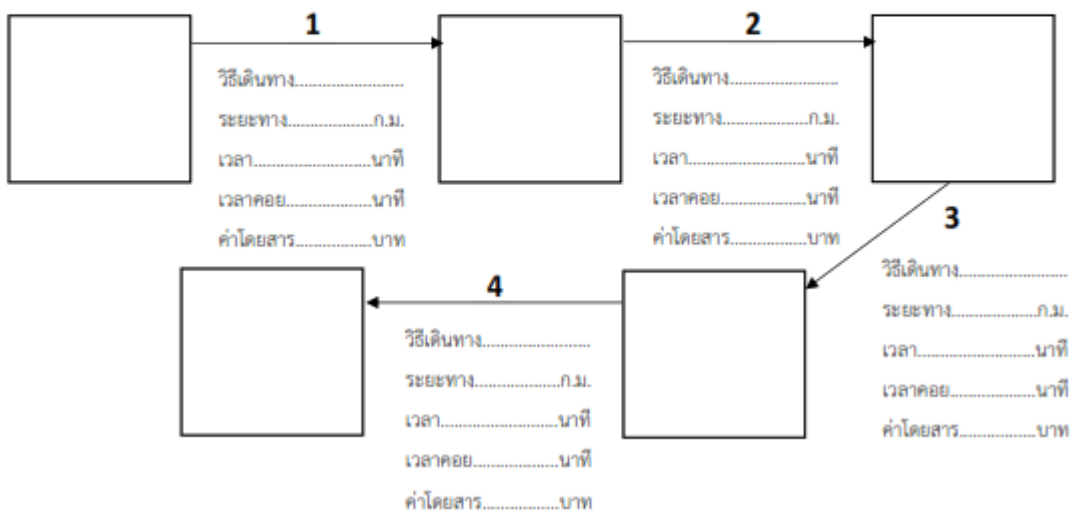 1
วิธีเดินทาง............................
ระยะทาง......................ก.ม.
เวลา..............................นาที
เวลาคอย......................นาที
ค่าโดยสาร...................บาท
2
วิธีเดินทาง............................
ระยะทาง......................ก.ม.
เวลา..............................นาที
เวลาคอย......................นาที
ค่าโดยสาร...................บาท
3
วิธีเดินทาง............................
ระยะทาง......................ก.ม.
เวลา..............................นาที
เวลาคอย......................นาที
ค่าโดยสาร...................บาท
4
วิธีเดินทาง............................
ระยะทาง......................ก.ม.
เวลา..............................นาที
เวลาคอย......................นาที
ค่าโดยสาร...................บาท